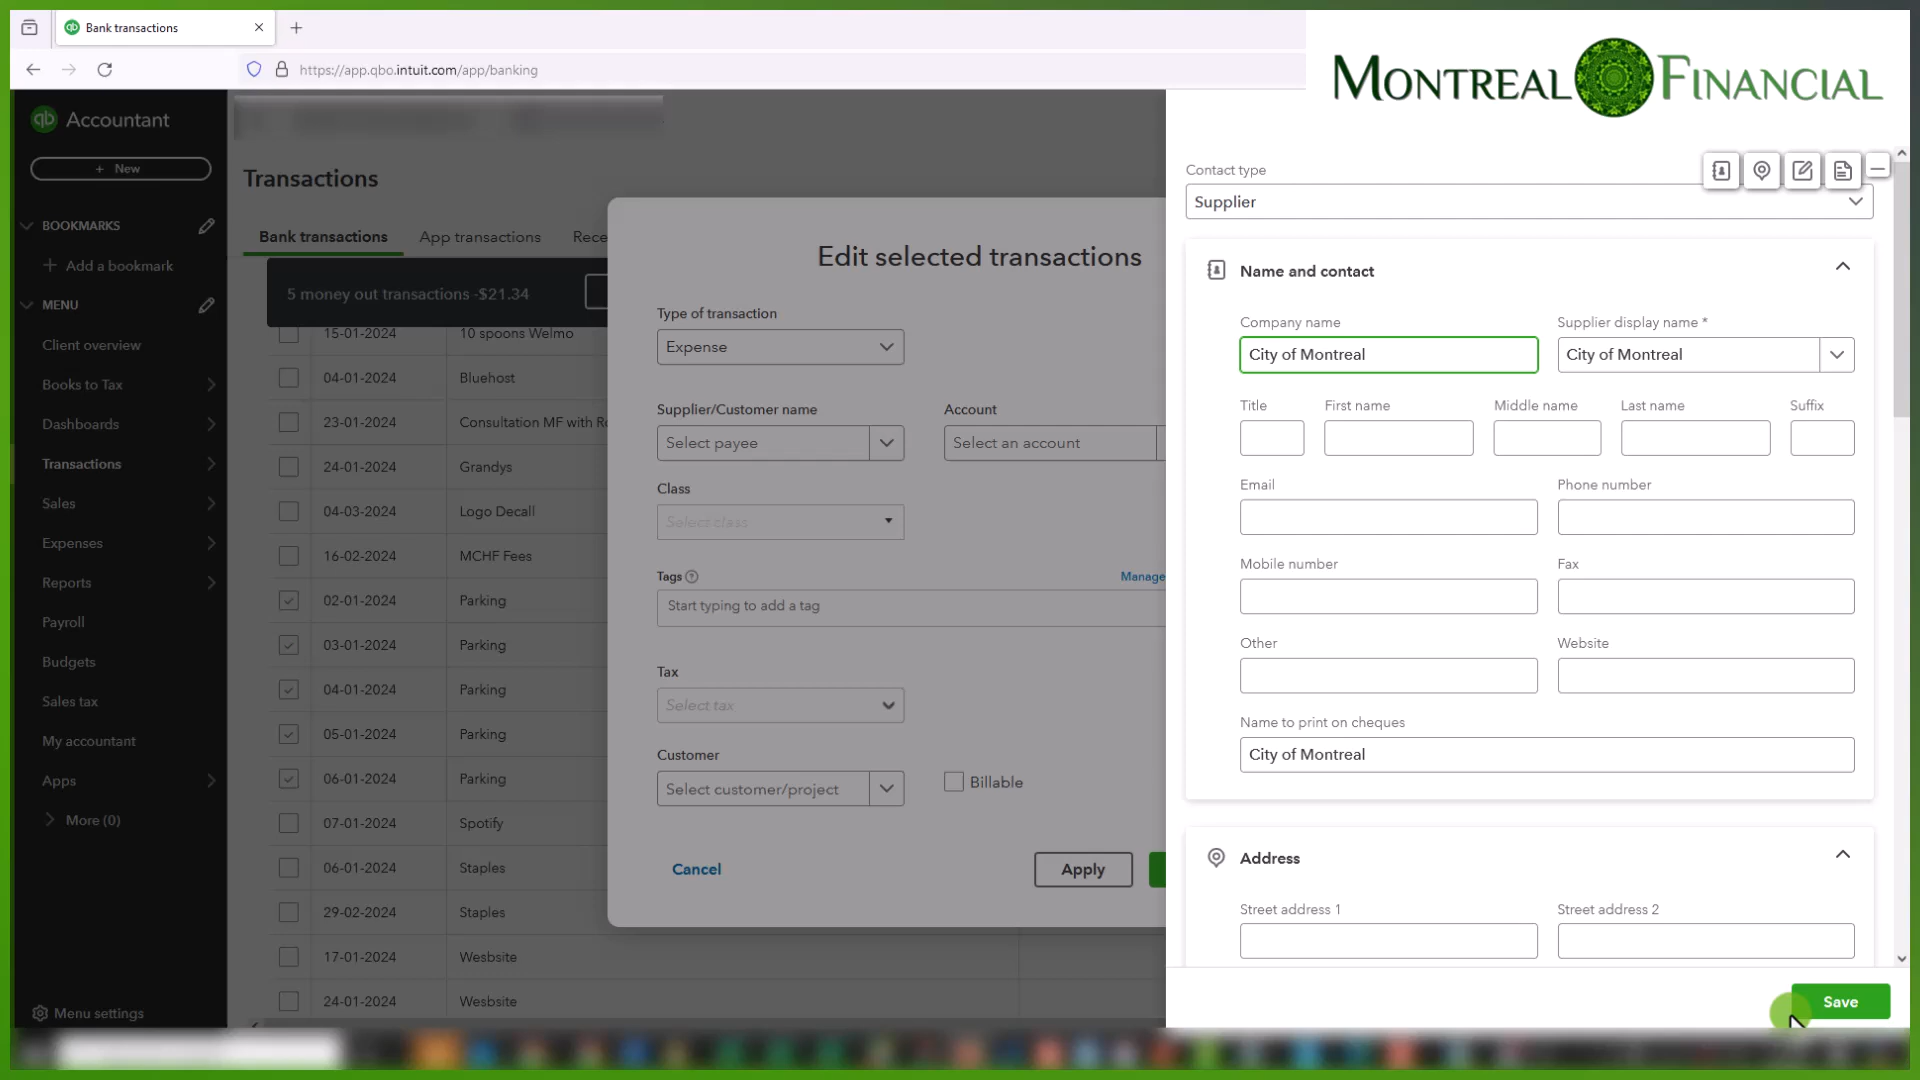 Bank transactions
https://app.qbo.intuit.com/app/banking
MONTREAL FINANCIAL
qb Accountant
+ New
BOOKMARKS
+ Add a bookmark
MENU
Client overview
Books to Tax
Dashboards
Transactions
Sales
Expenses
Reports
Payroll
Budgets
Sales tax
My accountant
Apps
More (0)
Menu settings
Transactions
Bank transactions App transactions Rece
5 money out transactions -$21.34
15-01-2024 10 spoons Welmo
04-01-2024 Bluehost
23-01-2024 Consultation MF with Ro
24-01-2024 Grandys
04-03-2024 Logo Decall
16-02-2024 MCHF Fees
02-01-2024 Parking
03-01-2024 Parking
04-01-2024 Parking
05-01-2024 Parking
06-01-2024 Parking
07-01-2024 Spotify
06-01-2024 Staples
29-02-2024 Staples
17-01-2024 Wesbsite
24-01-2024 Wesbsite
Edit selected transactions
Type of transaction
Expense
Supplier/Customer name Account
Select payee Select an account
Class
Select class
Tags ? Manage
Start typing to add a tag
Tax
Select tax
Customer
Select customer/project Billable
Cancel Apply
Contact type
Supplier
Name and contact
Company name Supplier display name *
City of Montreal City of Montreal
Title First name Middle name Last name Suffix
Email Phone number
Mobile number Fax
Other Website
Name to print on cheques
City of Montreal
Address
Street address 1 Street address 2
Save